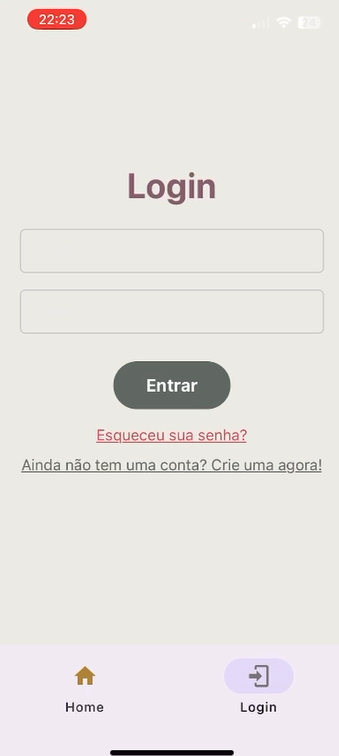 22:23
24
Login
Entrar
Esqueceu sua senha?
Ainda não tem uma conta? Crie uma agora!
Home
Login